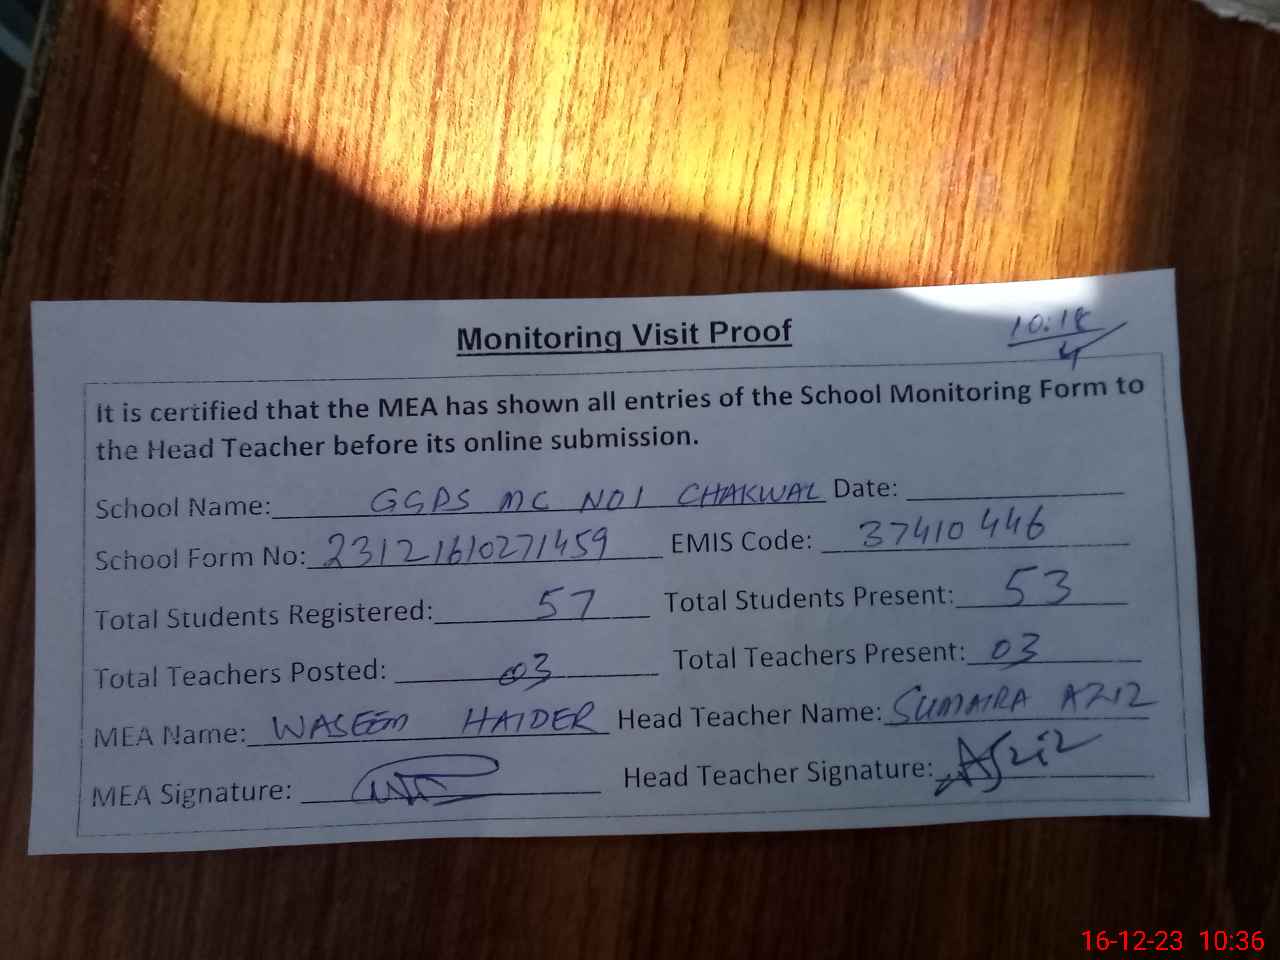 Monitoring Visit Proof
10:18
4
It is certified that the MEA has shown all entries of the School Monitoring Form to
the Head Teacher before its online submission.
School Name: GGPS MC NO1 CHAKWAL Date:
School Form No: 23121610271459 EMIS Code: 37410446
Total Students Registered: 57 Total Students Present: 53
Total Teachers Posted: 03 Total Teachers Present: 03
MEA Name: WASEEM HAIDER Head Teacher Name: SUMAIRA AZIZ
MEA Signature: Head Teacher Signature: Aziz
16-12-23 10:36